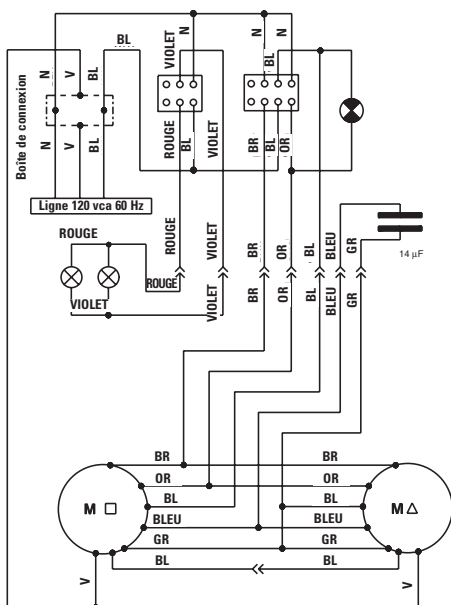 BL
N
V
BL
VIOLET
N
N
BL
N
Boîte de connexion
N
V
BL
ROUGE
BL
VIOLET
BR
BL
OR
Ligne 120 vca 60 Hz
ROUGE
VIOLET
ROUGE
ROUGE
VIOLET
VIOLET
BR
BR
OR
OR
BL
BL
BLEU
BLEU
GR
GR
14 µF
BR
BR
OR
OR
BL
BL
M
M
BLEU
BLEU
GR
GR
BL
BL
V
V